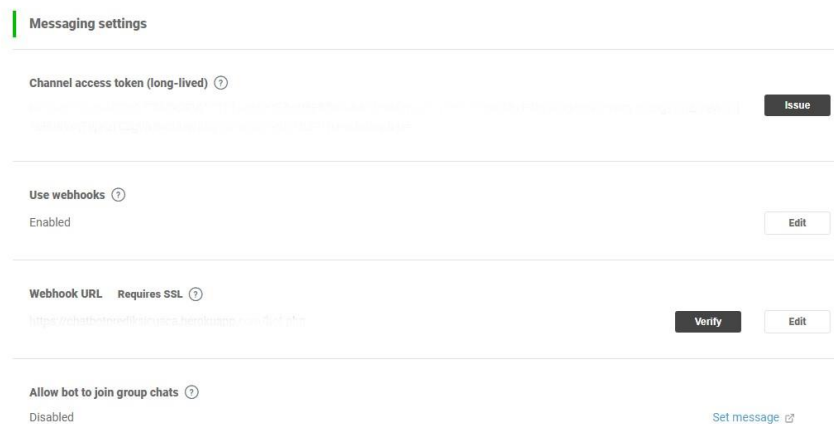 Messaging settings
Channel access token (long-lived) ?
Issue
Use webhooks ?
Enabled
Edit
Webhook URL Requires SSL ?
Verify Edit
Allow bot to join group chats ?
Disabled
Set message